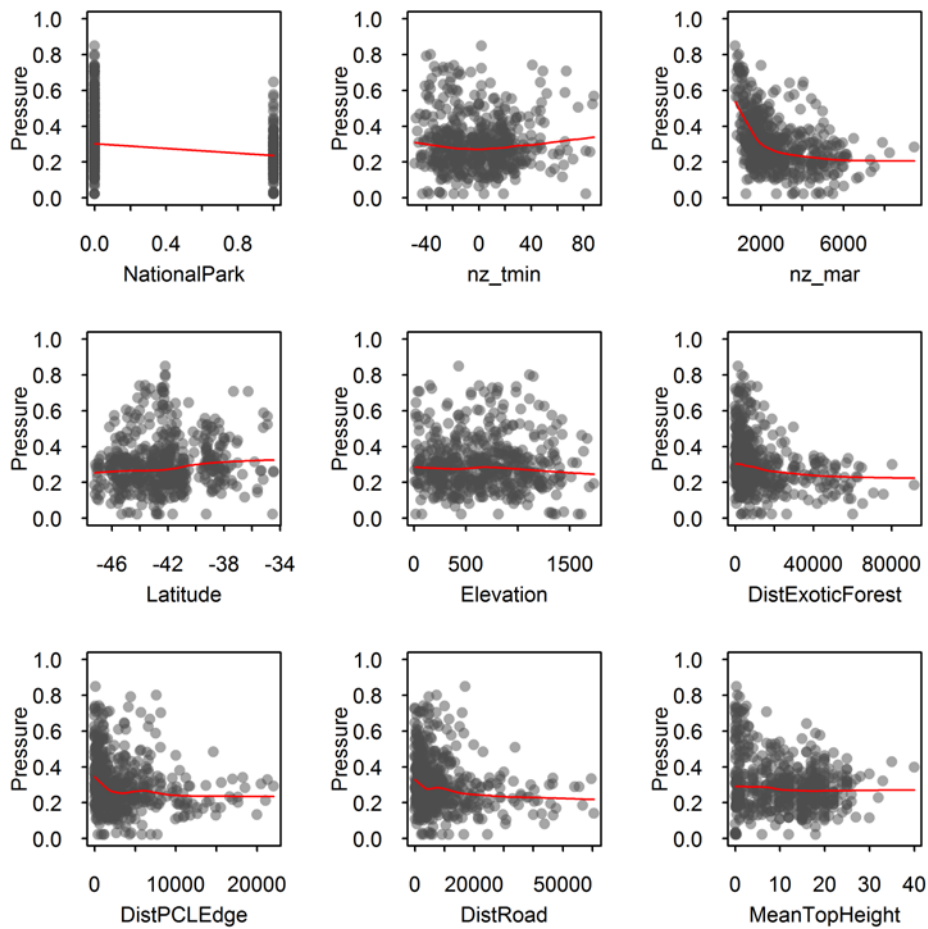 1.0
0.8
0.6
0.4
0.2
0.0
Pressure
0.0 0.4 0.8
NationalPark
1.0
0.8
0.6
0.4
0.2
0.0
Pressure
-40 0 40 80
nz_tmin
1.0
0.8
0.6
0.4
0.2
0.0
Pressure
2000 6000
nz_mar
1.0
0.8
0.6
0.4
0.2
0.0
Pressure
-46 -42 -38 -34
Latitude
1.0
0.8
0.6
0.4
0.2
0.0
Pressure
0 500 1500
Elevation
1.0
0.8
0.6
0.4
0.2
0.0
Pressure
0 40000 80000
DistExoticForest
1.0
0.8
0.6
0.4
0.2
0.0
Pressure
0 10000 20000
DistPCLEdge
1.0
0.8
0.6
0.4
0.2
0.0
Pressure
0 20000 50000
DistRoad
1.0
0.8
0.6
0.4
0.2
0.0
Pressure
0 10 20 30 40
MeanTopHeight